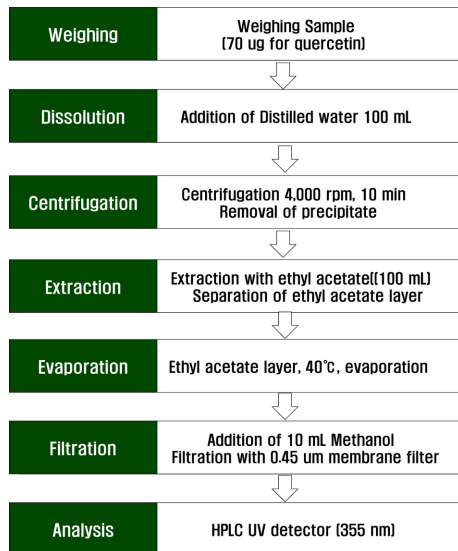 Weighing
Weighing Sample
(70 ug for quercetin)
Dissolution
Addition of Distilled water 100 mL
Centrifugation
Centrifugation 4,000 rpm, 10 min
Removal of precipitate
Extraction
Extraction with ethyl acetate((100 mL)
Separation of ethyl acetate layer
Evaporation
Ethyl acetate layer, 40℃, evaporation
Filtration
Addition of 10 mL Methanol
Filtration with 0.45 um membrane filter
Analysis
HPLC UV detector (355 nm)